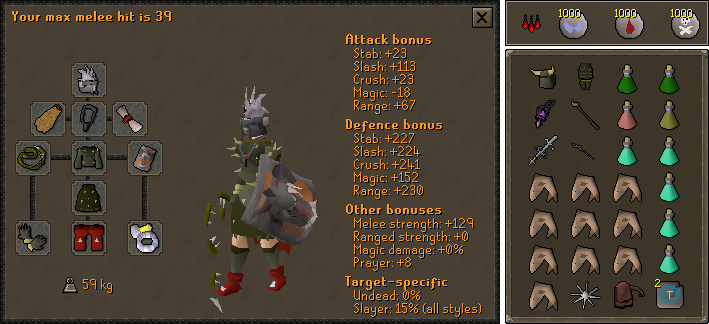 Your max melee hit is 39
Attack bonus
Stab: +23
Slash: +113
Crush: +23
Magic: -18
Range: +67
Defence bonus
Stab: +227
Slash: +224
Crush: +241
Magic: +152
Range: +230
Other bonuses
Melee strength: +129
Ranged strength: +0
Magic damage: +0%
Prayer: +8
Target-specific
Undead: 0%
Slayer: 15% (all styles)
59 kg
1000 1000 1000
2
T